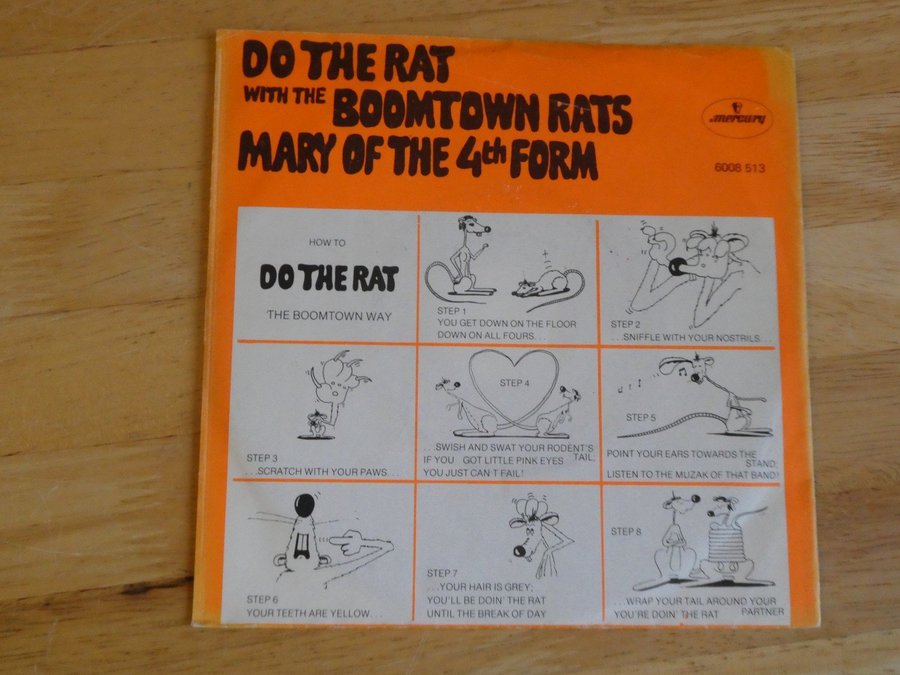 DO THE RAT
WITH THE BOOMTOWN RATS
MARY OF THE 4th FORM
mercury
6008 513
HOW TO
DO THE RAT
THE BOOMTOWN WAY
STEP 1
YOU GET DOWN ON THE FLOOR
DOWN ON ALL FOURS...
STEP 2
...SNIFFLE WITH YOUR NOSTRILS...
STEP 3
...SCRATCH WITH YOUR PAWS...
STEP 4
...SWISH AND SWAT YOUR RODENT'S
TAIL;
IF YOU GOT LITTLE PINK EYES
YOU JUST CAN'T FAIL!
STEP 5
POINT YOUR EARS TOWARDS THE
STAND;
LISTEN TO THE MUZAK OF THAT BAND!
STEP 6
YOUR TEETH ARE YELLOW...
STEP 7
...YOUR HAIR IS GREY,
YOU'LL BE DOIN' THE RAT
UNTIL THE BREAK OF DAY
STEP 8
...WRAP YOUR TAIL AROUND YOUR
PARTNER
YOU'RE DOIN' THE RAT